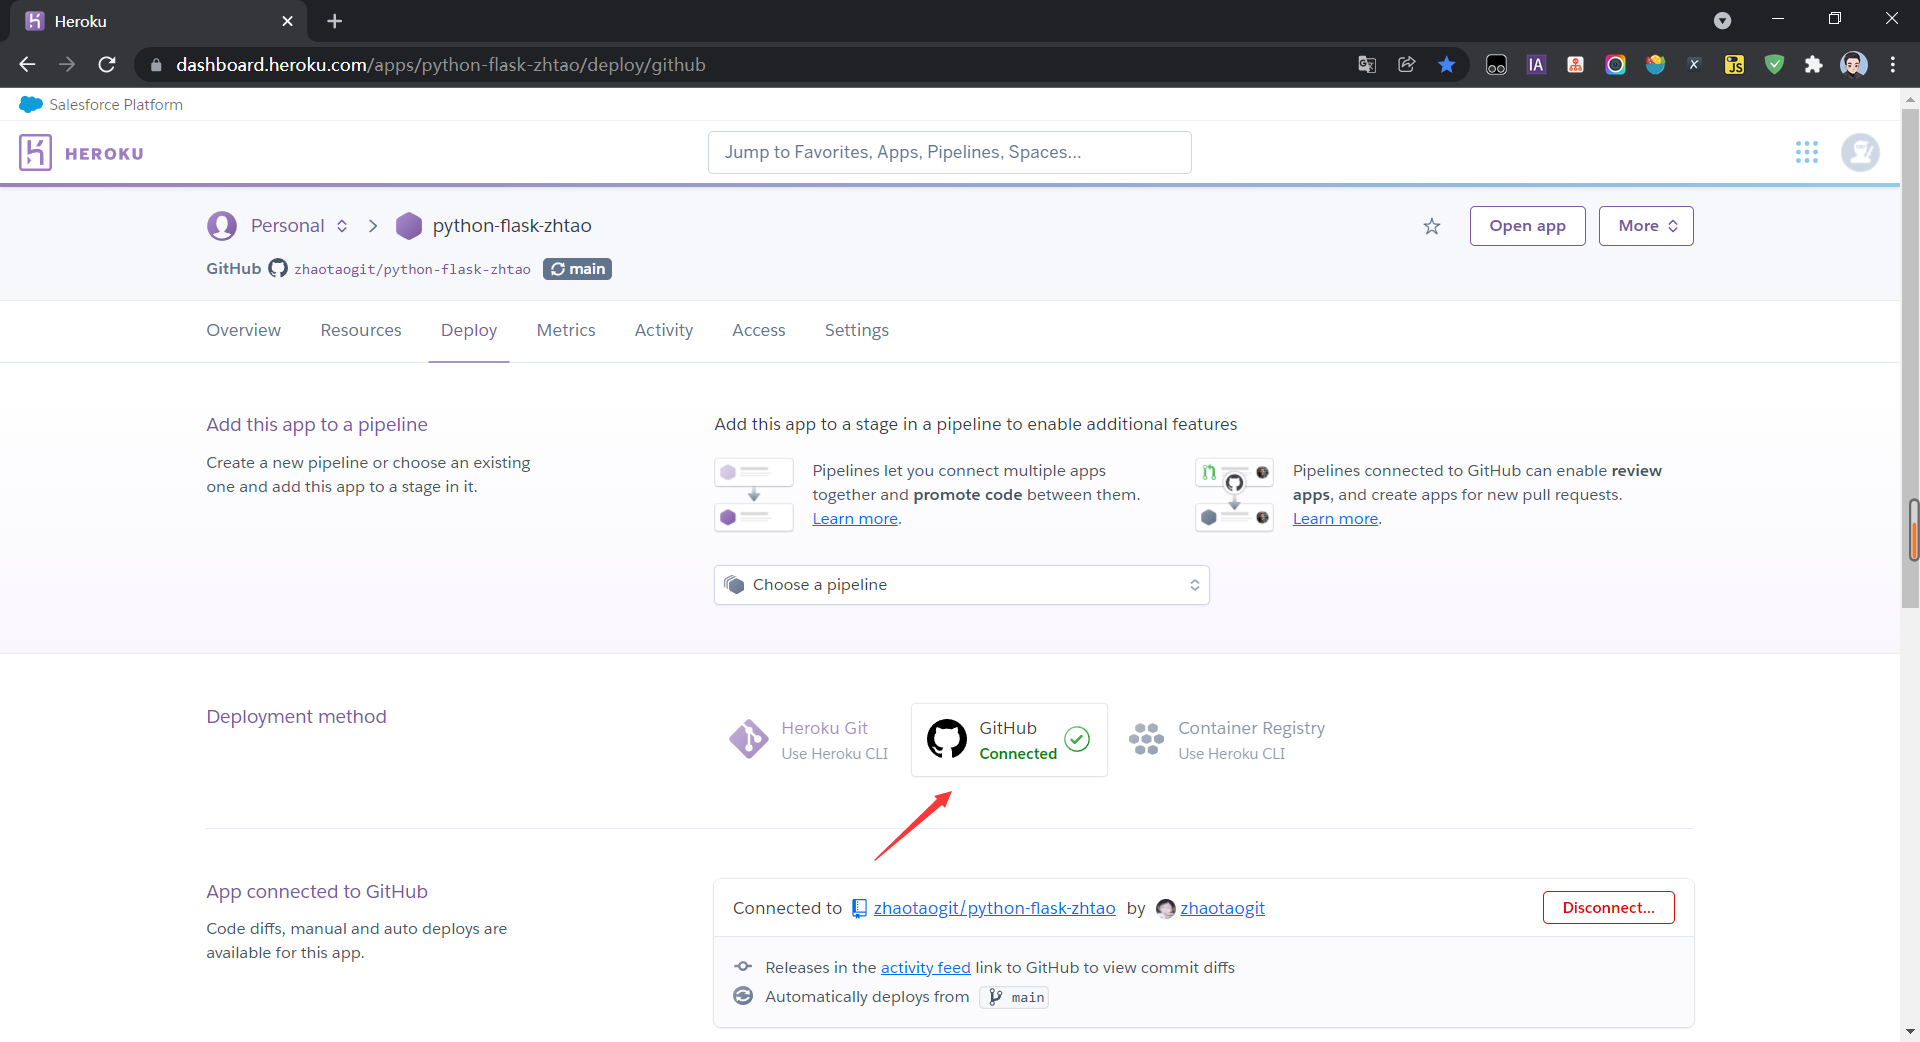 Heroku
dashboard.heroku.com/apps/python-flask-zhtao/deploy/github
IA
JS
Salesforce Platform
HEROKU
Jump to Favorites, Apps, Pipelines, Spaces...
Personal python-flask-zhtao
Open app
More
GitHub zhaotaogit/python-flask-zhtao main
Overview Resources Deploy Metrics Activity Access Settings
Add this app to a pipeline
Create a new pipeline or choose an existing
one and add this app to a stage in it.
Add this app to a stage in a pipeline to enable additional features
Pipelines let you connect multiple apps
together and promote code between them.
Learn more.
Pipelines connected to GitHub can enable review
apps, and create apps for new pull requests.
Learn more.
Choose a pipeline
Deployment method
Heroku Git
Use Heroku CLI
GitHub
Connected
Container Registry
Use Heroku CLI
App connected to GitHub
Code diffs, manual and auto deploys are
available for this app.
Connected to zhaotaogit/python-flask-zhtao by zhaotaogit
Disconnect...
Releases in the activity feed link to GitHub to view commit diffs
Automatically deploys from main